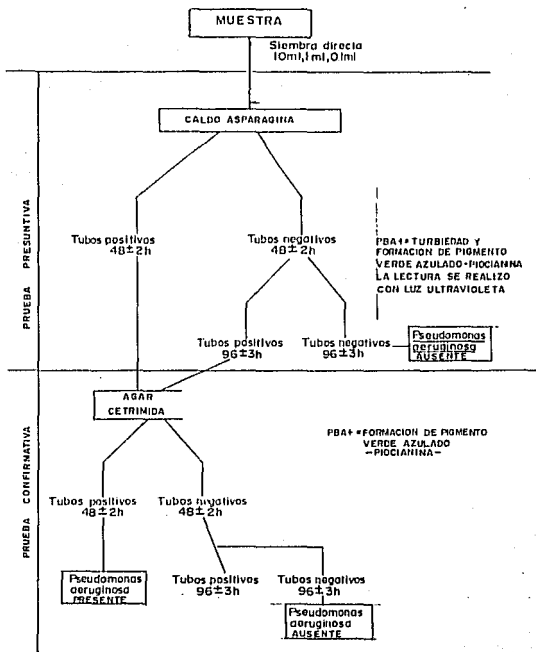 MUESTRA
Siembra directa
10ml, 1ml, 0.1ml
CALDO ASPARAGINA
PRUEBA PRESUNTIVA
Tubos positivos
48±2h
Tubos negativos
48±2h
PBA+=TURBIEDAD Y
FORMACION DE PIGMENTO
VERDE AZULADO-PIOCIANINA
LA LECTURA SE REALIZO
CON LUZ ULTRAVIOLETA
Tubos positivos
96±3h
Tubos negativos
96±3h
Pseudomonas
aeruginosa
AUSENTE
PRUEBA CONFIRMATIVA
AGAR
CETRIMIDA
PBA+=FORMACION DE PIGMENTO
VERDE AZULADO
-PIOCIANINA-
Tubos positivos
48±2h
Tubos negativos
48±2h
Pseudomonas
aeruginosa
PRESENTE
Tubos positivos
96±3h
Tubos negativos
96±3h
Pseudomonas
aeruginosa
AUSENTE